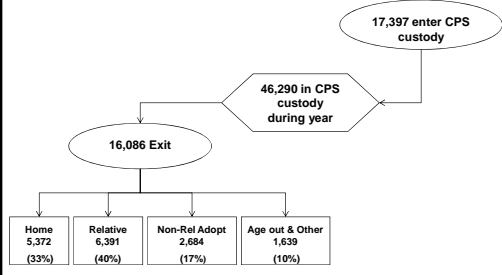 17,397 enter CPS
custody
46,290 in CPS
custody
during year
16,086 Exit
Home
5,372
(33%)
Relative
6,391
(40%)
Non-Rel Adopt
2,684
(17%)
Age out & Other
1,639
(10%)